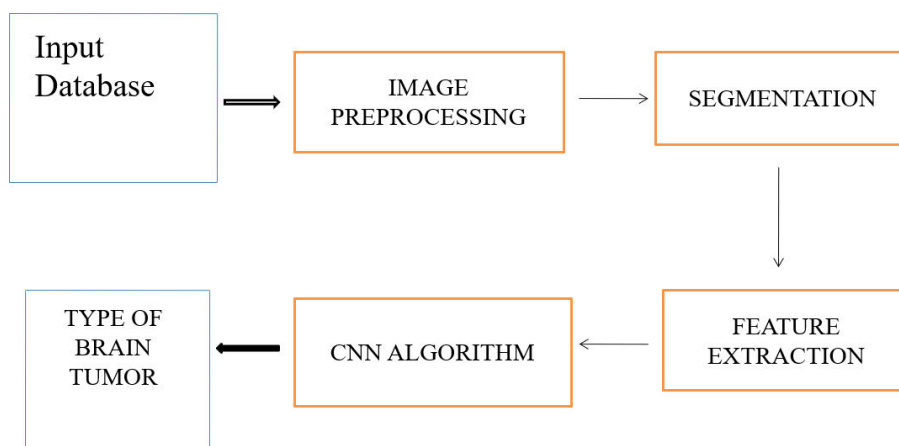 Input
Database
IMAGE
PREPROCESSING
SEGMENTATION
FEATURE
EXTRACTION
CNN ALGORITHM
TYPE OF
BRAIN
TUMOR